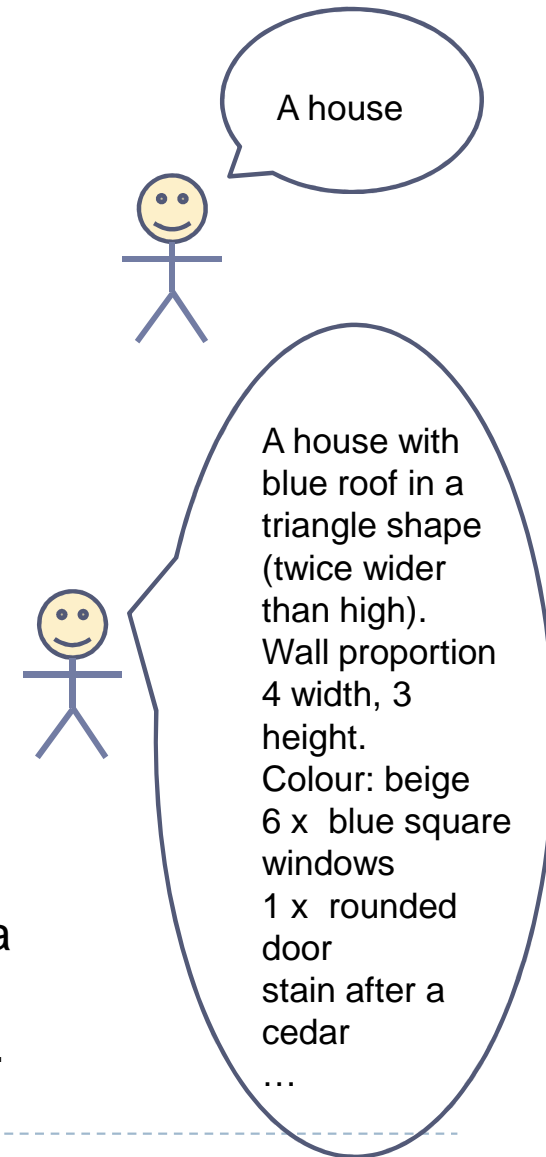 A house
A house with
blue roof in a
triangle shape
(twice wider
than high).
Wall proportion
4 width, 3
height.
Colour: beige
6 x  blue square
windows
1 x  rounded
door
stain after a
cedar
…
a
.